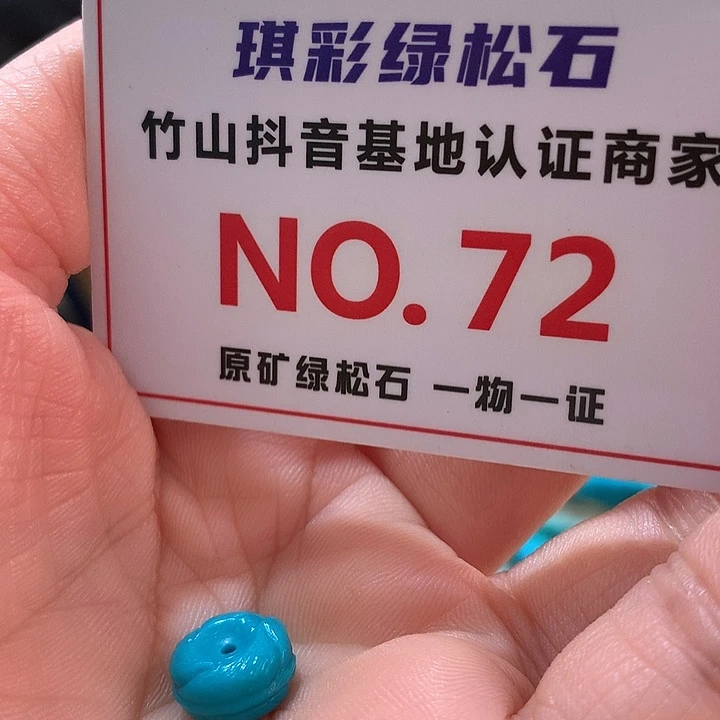 琪彩绿松石
竹山抖音基地认证商家
NO.72
原矿绿松石 一物一证